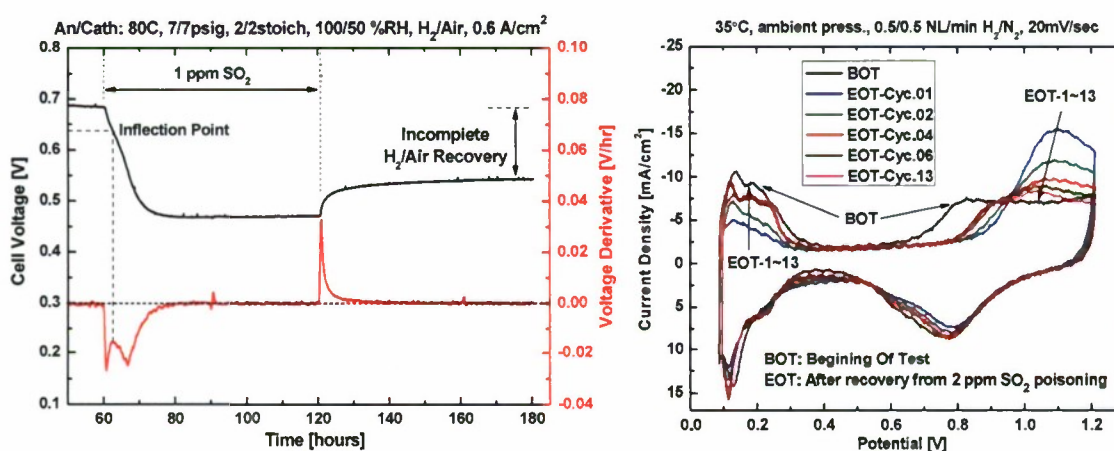 An/Cath: 80C, 7/7psig, 2/2stoich, 100/50 %RH, H₂/Air, 0.6 A/cm²
0.8
0.7
0.6
0.5
0.4
0.3
0.2
0.1
Cell Voltage [V]
1 ppm SO₂
Inflection Point
Incomplete
H₂/Air Recovery
0.10
0.08
0.06
0.04
0.02
0.00
-0.02
-0.04
Voltage Derivative [V/hr]
60 80 100 120 140 160 180
Time [hours]
35°C, ambient press., 0.5/0.5 NL/min H₂/N₂, 20mV/sec
-25
-20
-15
-10
-5
0
5
10
15
Current Density [mA/cm²]
BOT
EOT-Cyc.01
EOT-Cyc.02
EOT-Cyc.04
EOT-Cyc.06
EOT-Cyc.13
EOT-1~13
BOT
EOT-1~13
BOT: Begining Of Test
EOT: After recovery from 2 ppm SO₂ poisoning
0.0 0.2 0.4 0.6 0.8 1.0 1.2
Potential [V]